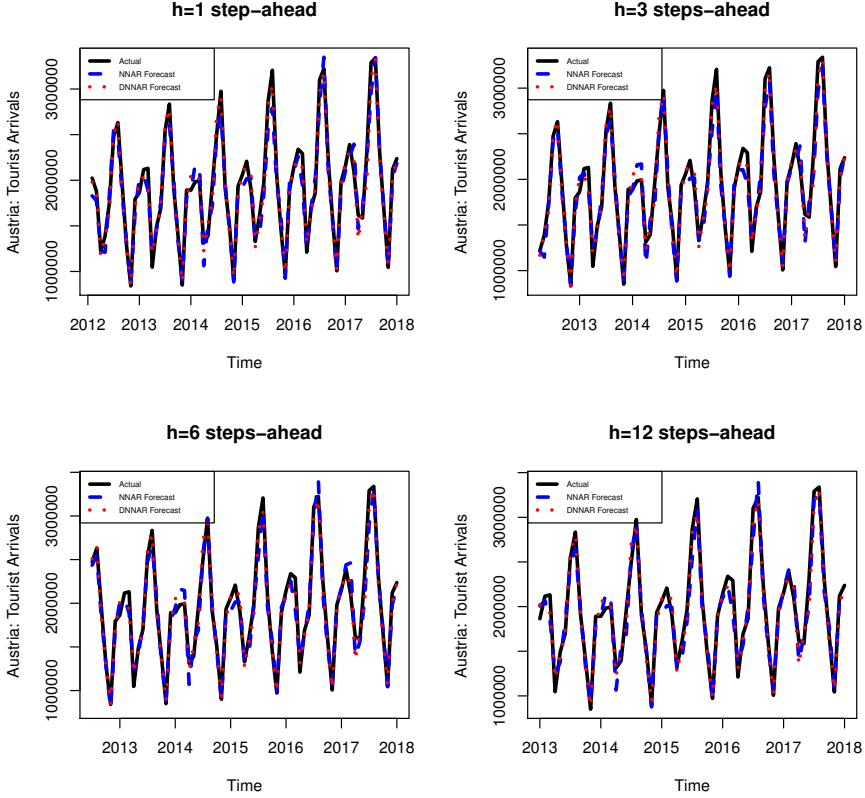 h=1 step−ahead
Actual
NNAR Forecast
DNNAR Forecast
Austria: Tourist Arrivals
1000000 2000000 3000000
2012 2013 2014 2015 2016 2017 2018
Time
h=3 steps−ahead
Actual
NNAR Forecast
DNNAR Forecast
Austria: Tourist Arrivals
1000000 2000000 3000000
2013 2014 2015 2016 2017 2018
Time
h=6 steps−ahead
Actual
NNAR Forecast
DNNAR Forecast
Austria: Tourist Arrivals
1000000 2000000 3000000
2013 2014 2015 2016 2017 2018
Time
h=12 steps−ahead
Actual
NNAR Forecast
DNNAR Forecast
Austria: Tourist Arrivals
1000000 2000000 3000000
2013 2014 2015 2016 2017 2018
Time